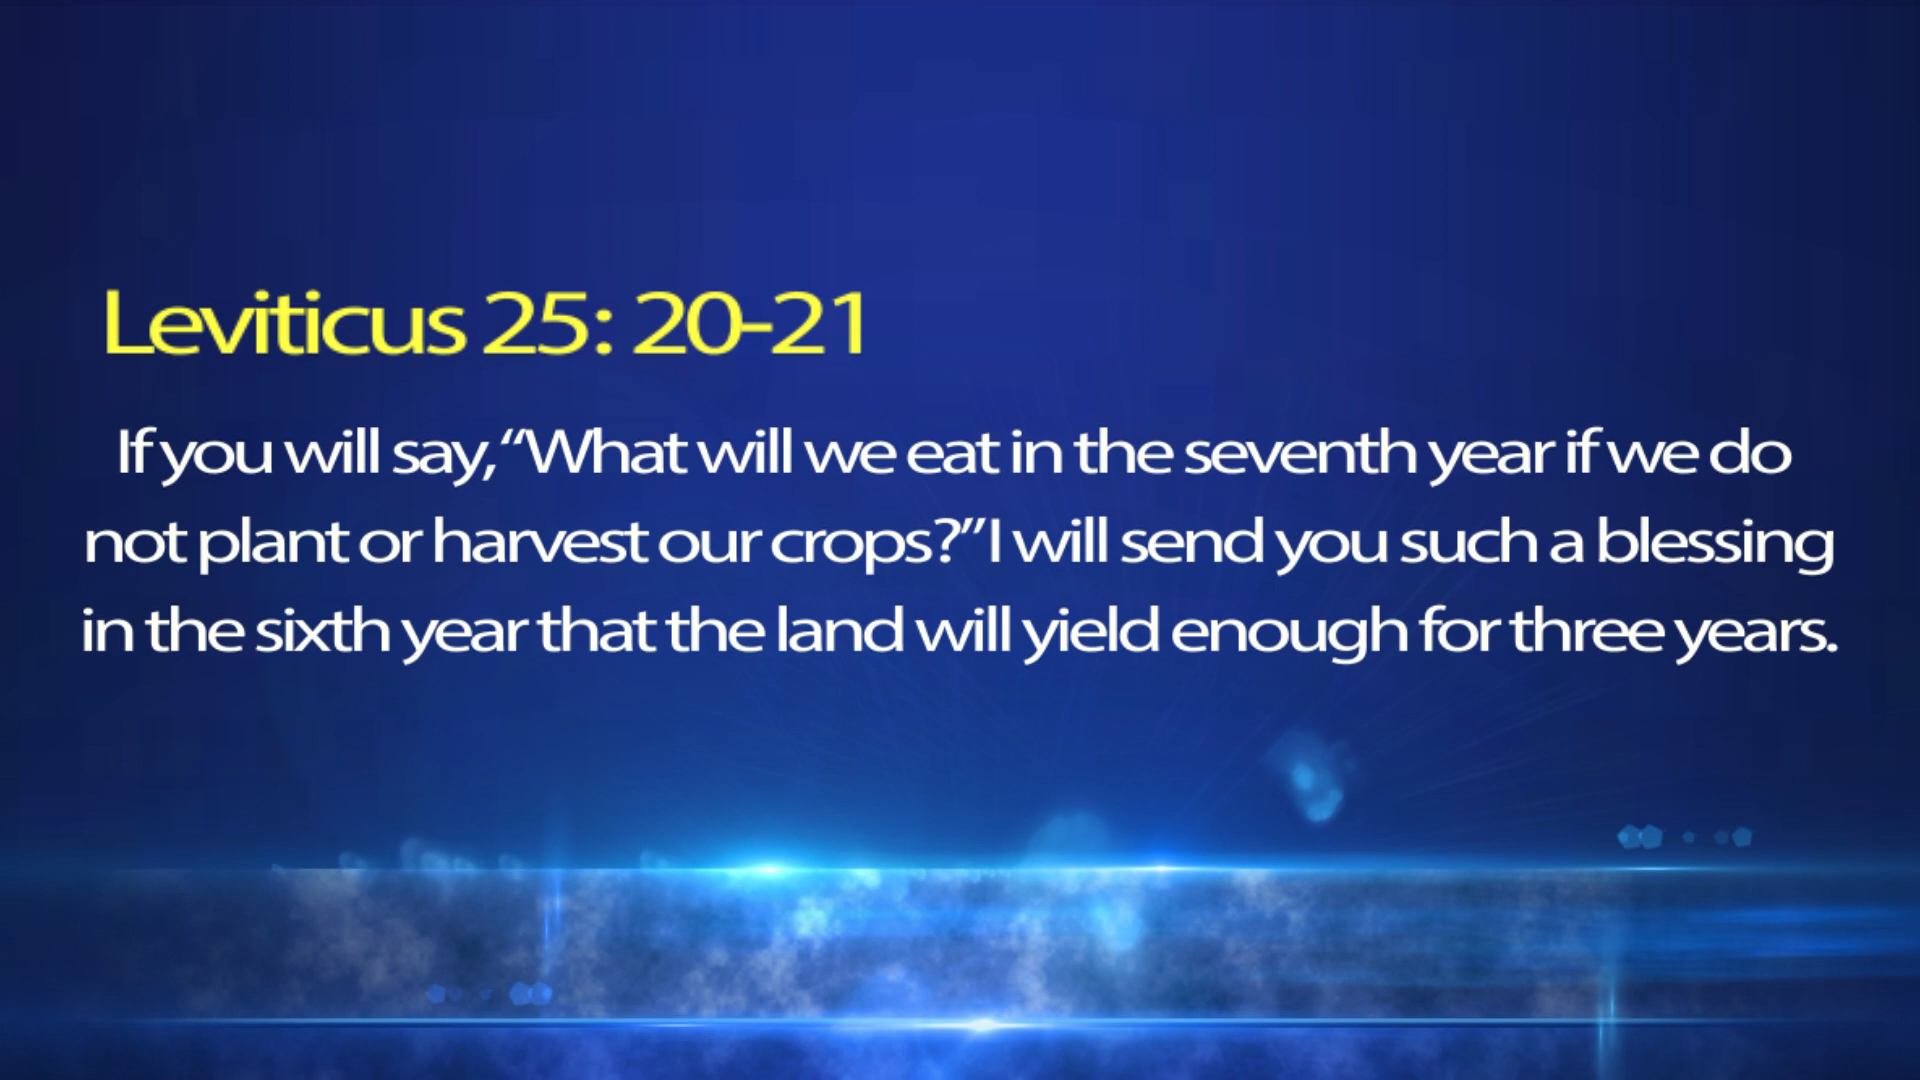 Leviticus 25: 20-21
If you will say, “What will we eat in the seventh year if we do
not plant or harvest our crops?” I will send you such a blessing
in the sixth year that the land will yield enough for three years.